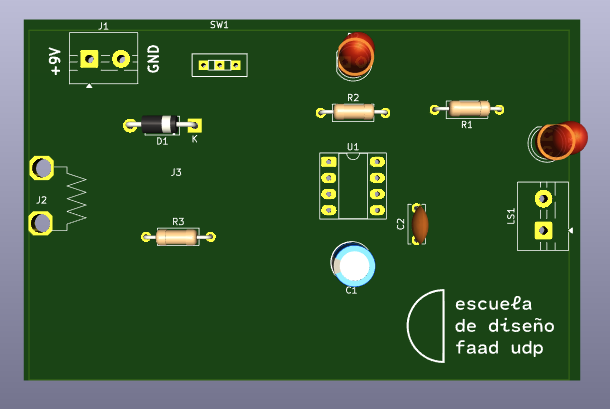 J1
SW1
+9V
GND
R2
R1
D1
K
U1
J3
J2
LS1
C2
R3
C1
escuela
de diseño
faad udp